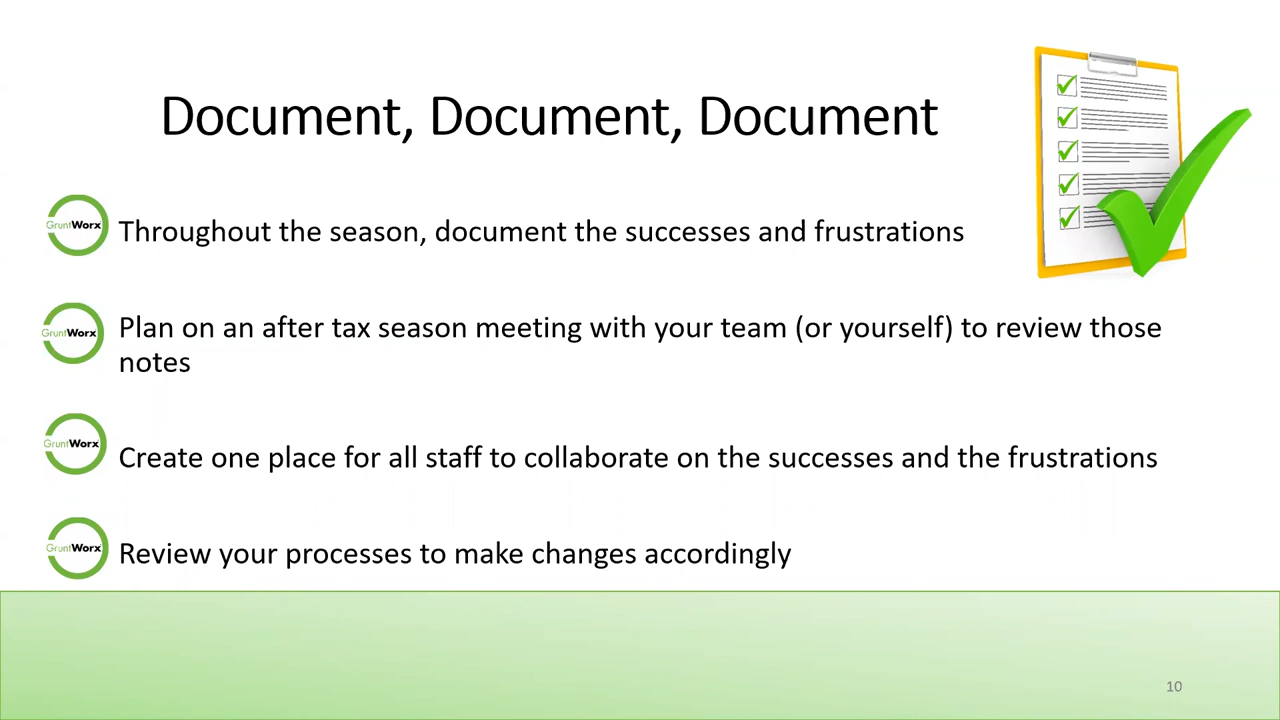 Document, Document, Document
GruntWorx
Throughout the season, document the successes and frustrations
GruntWorx
Plan on an after tax season meeting with your team (or yourself) to review those
notes
GruntWorx
Create one place for all staff to collaborate on the successes and the frustrations
GruntWorx
Review your processes to make changes accordingly
10